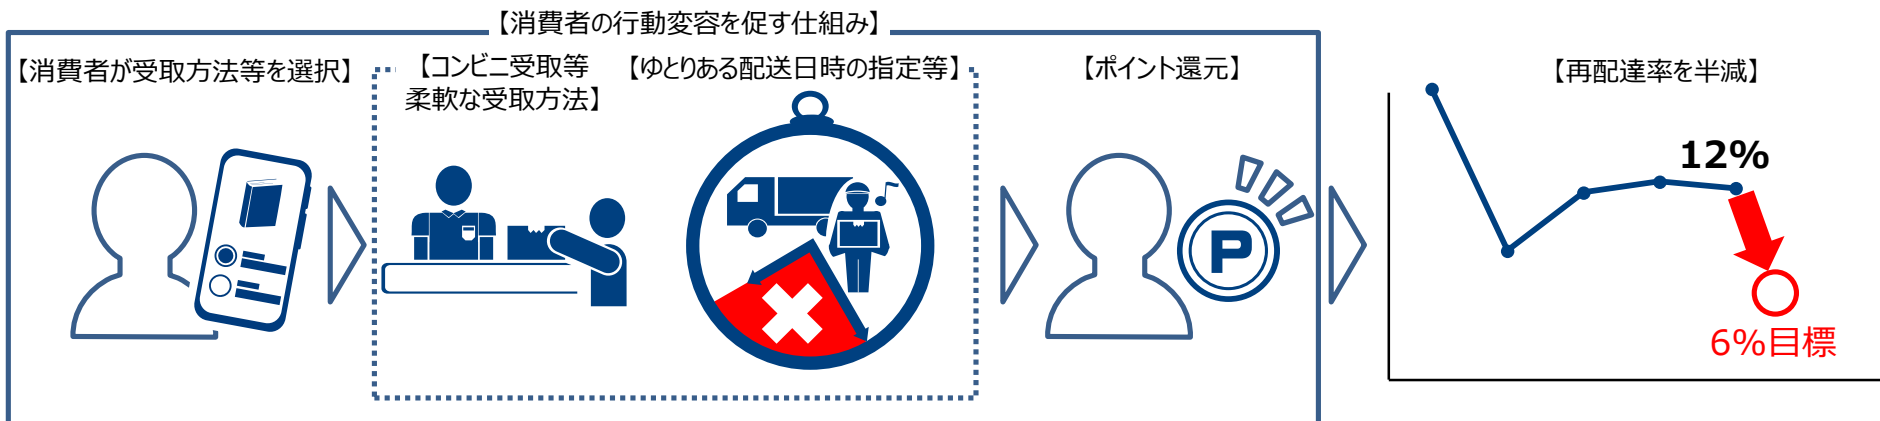 【消費者の行動変容を促す仕組み】
【消費者が受取方法等を選択】
【コンビニ受取等
柔軟な受取方法】
【ゆとりある配送日時の指定等】
【ポイント還元】
P
【再配達率を半減】
12%
6%目標